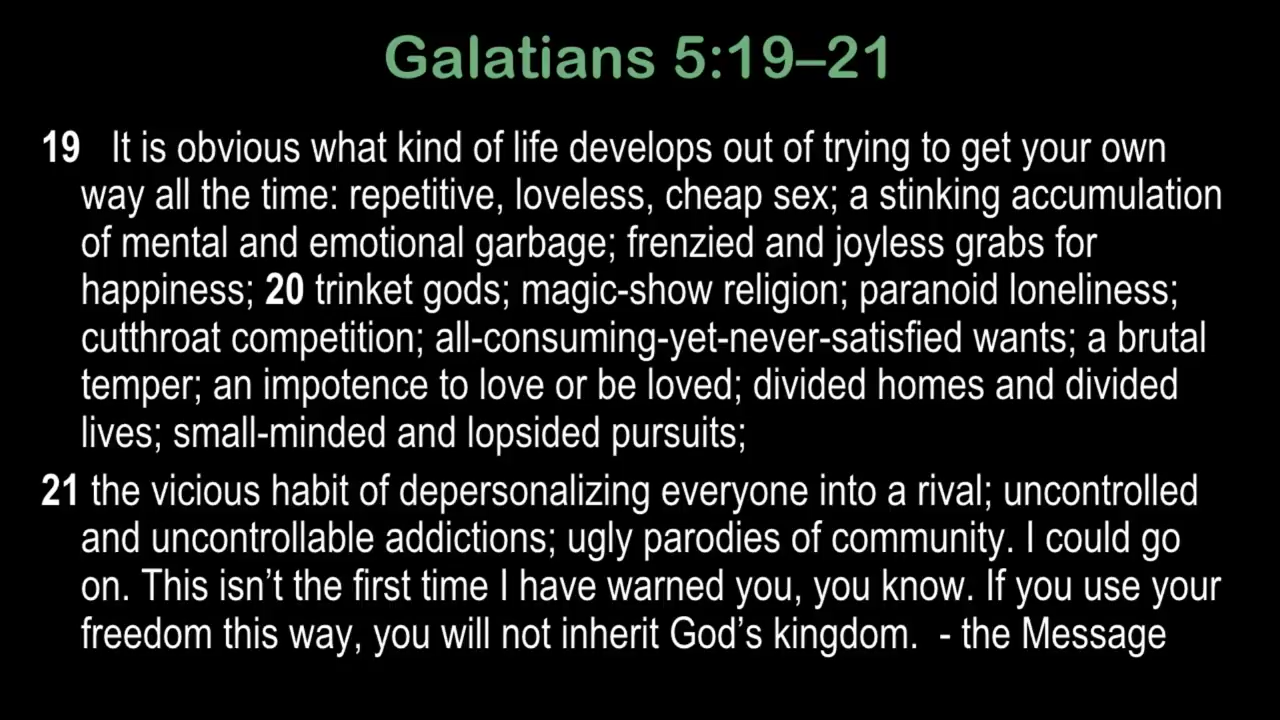 Galatians 5:19–21
19 It is obvious what kind of life develops out of trying to get your own
way all the time: repetitive, loveless, cheap sex; a stinking accumulation
of mental and emotional garbage; frenzied and joyless grabs for
happiness; 20 trinket gods; magic-show religion; paranoid loneliness;
cutthroat competition; all-consuming-yet-never-satisfied wants; a brutal
temper; an impotence to love or be loved; divided homes and divided
lives; small-minded and lopsided pursuits;
21 the vicious habit of depersonalizing everyone into a rival; uncontrolled
and uncontrollable addictions; ugly parodies of community. I could go
on. This isn’t the first time I have warned you, you know. If you use your
freedom this way, you will not inherit God’s kingdom. - the Message